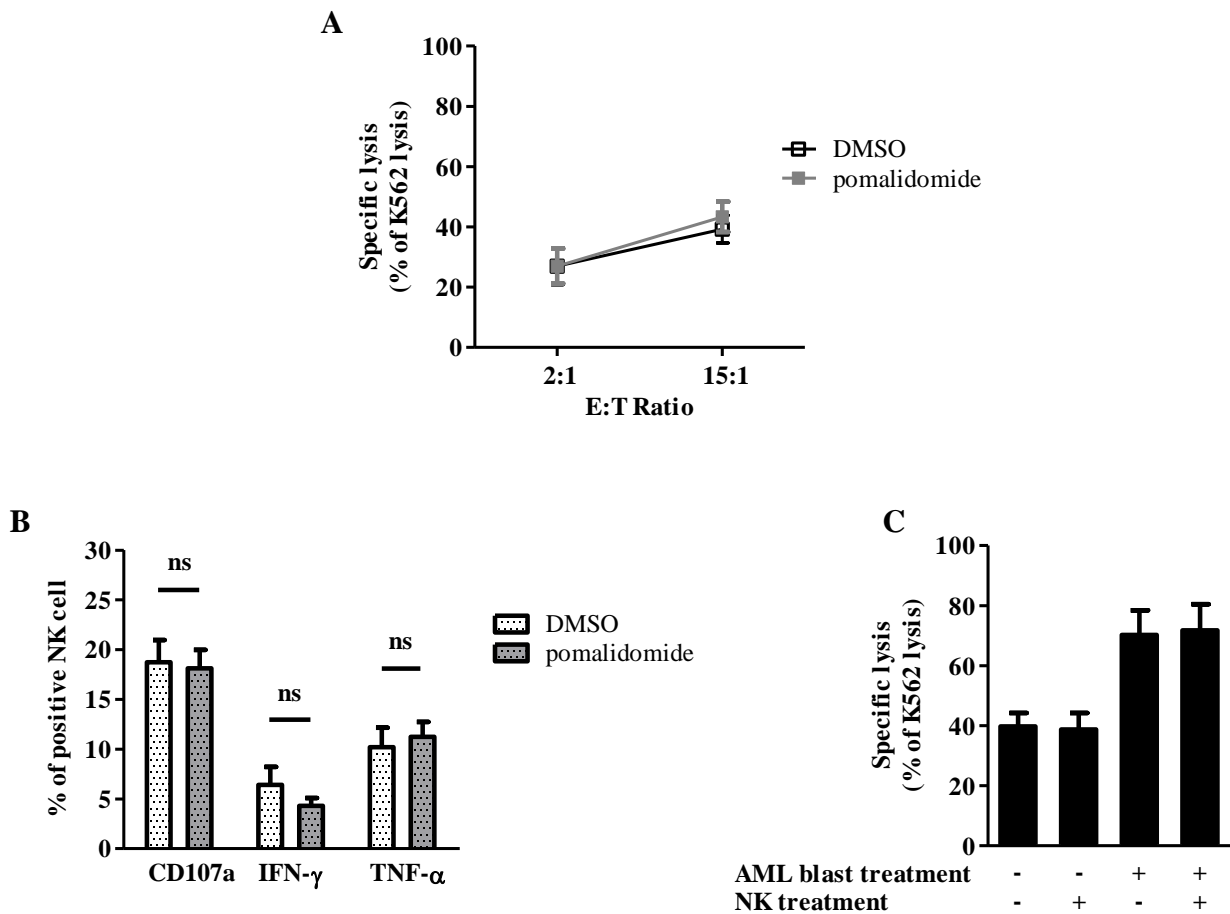 A
100
80
60
40
20
0
Specific lysis
(% of K562 lysis)
2:1 15:1
E:T Ratio
DMSO
pomalidomide
B
30
25
20
15
10
5
0
% of positive NK cell
ns
ns
ns
CD107a IFN-γ TNF-α
DMSO
pomalidomide
C
100
80
60
40
20
0
Specific lysis
(% of K562 lysis)
AML blast treatment - - + +
NK treatment - + - +